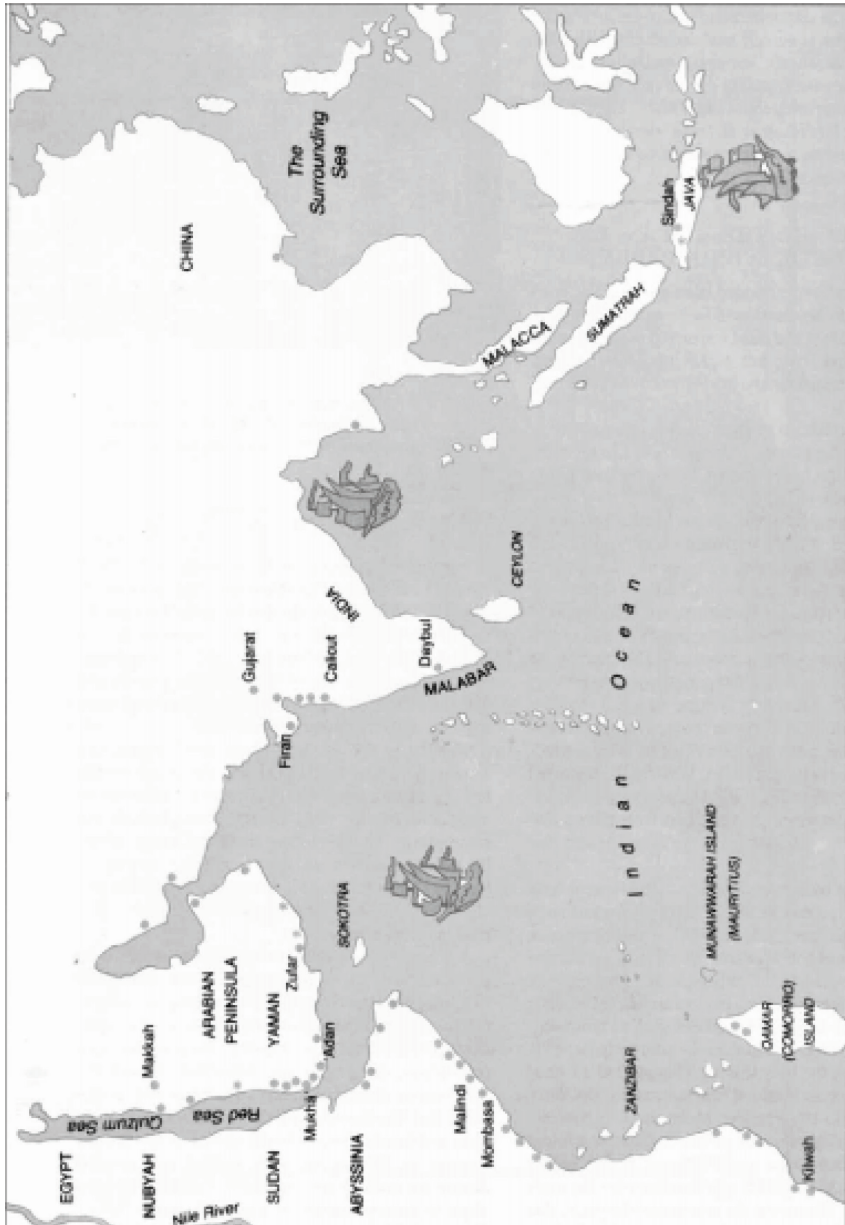 EGYPT
NUBYAH
Nile River
SUDAN
ABYSSINIA
Qulzum Sea
Red Sea
Makkah
ARABIAN
PENINSULA
YAMAN
Zufar
Adan
Mukha
SOKOTRA
Malindi
Mombasa
ZANZIBAR
Kilwah
QAMAR
(COMORRO)
ISLAND
MUNAWWARAH ISLAND
(MAURITIUS)
Indian Ocean
Firan
Gujarat
Calicut
Daybul
MALABAR
INDIA
CEYLON
CHINA
The
Surrounding
Sea
MALACCA
SUMATRAH
Sindah
JAVA